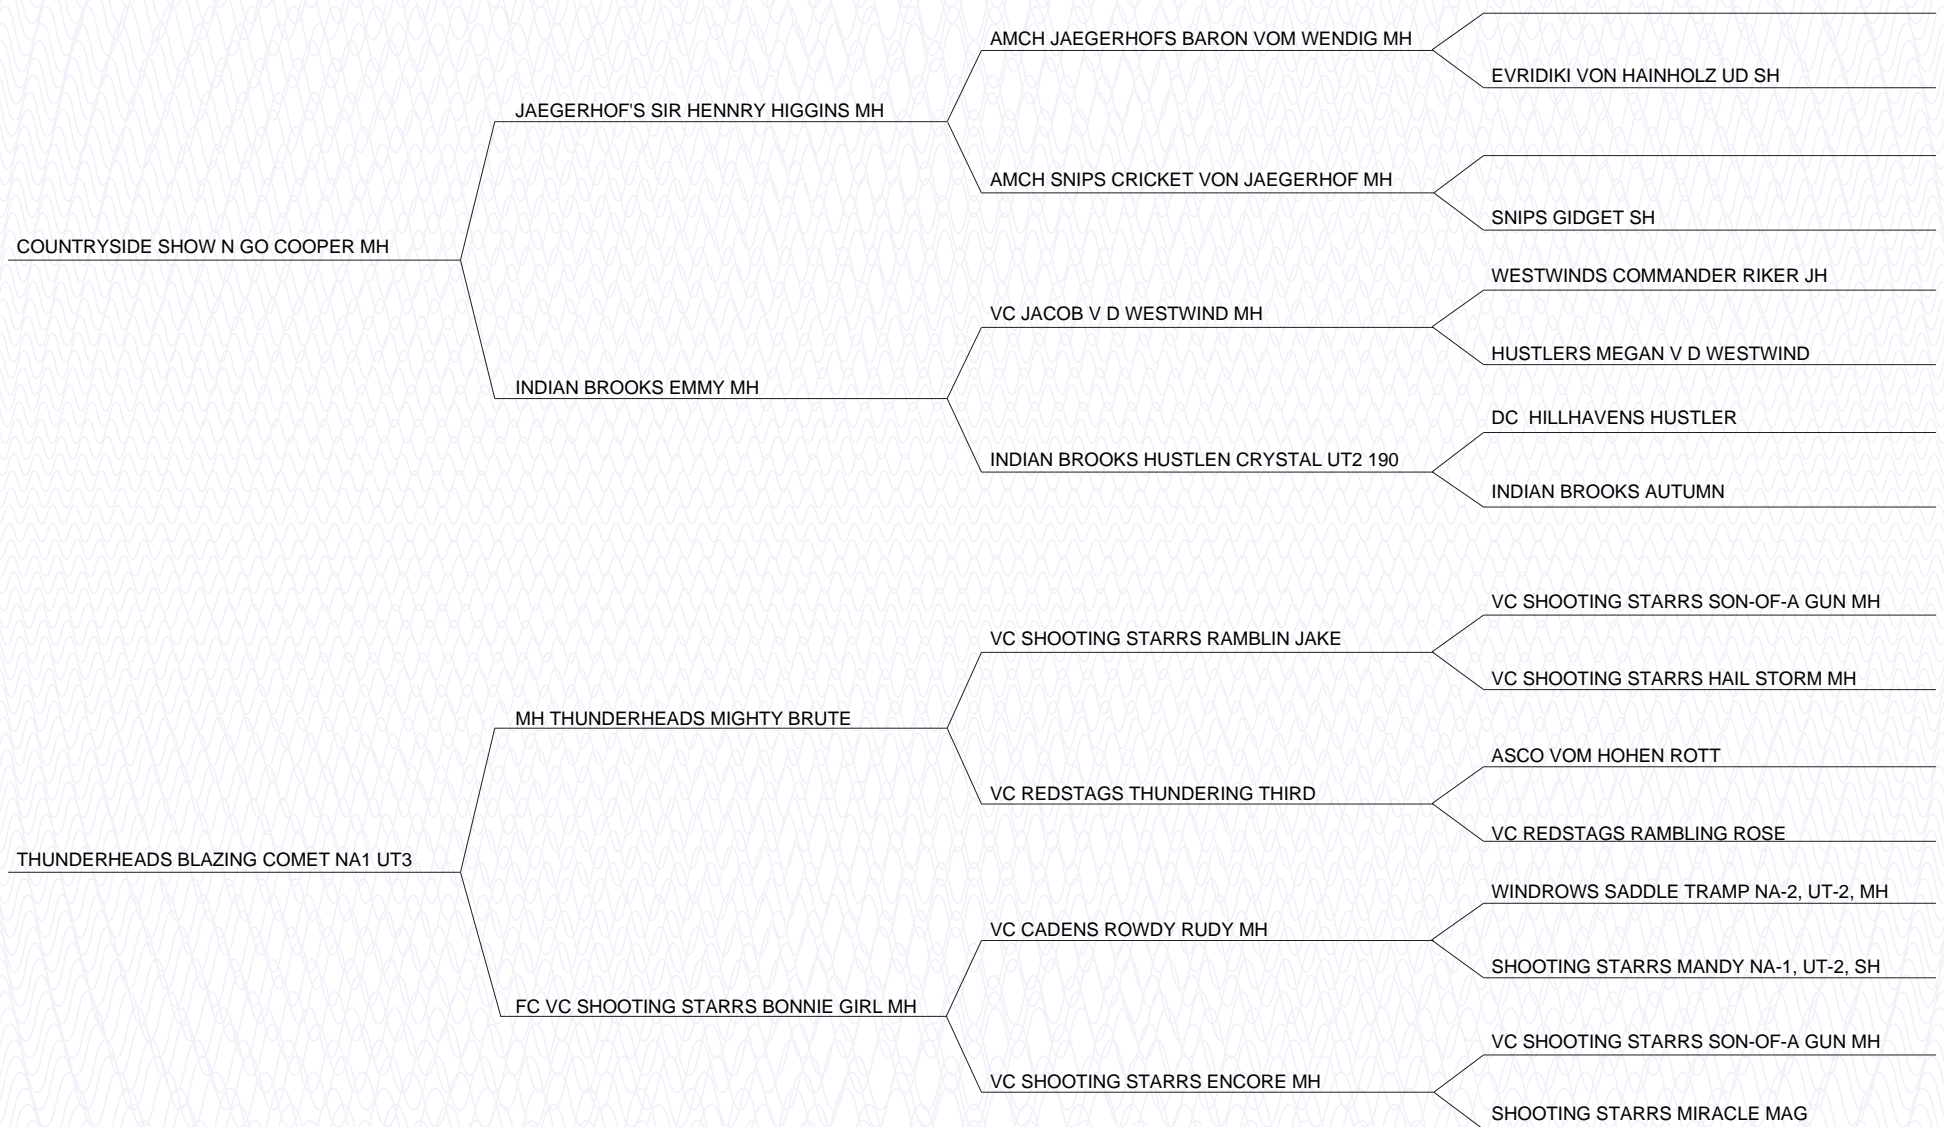 AMCH JAEGERHOFS BARON VOM WENDIG MH
EVRIDIKI VON HAINHOLZ UD SH
JAEGERHOF'S SIR HENNRY HIGGINS MH
AMCH SNIPS CRICKET VON JAEGERHOF MH
SNIPS GIDGET SH
COUNTRYSIDE SHOW N GO COOPER MH
WESTWINDS COMMANDER RIKER JH
VC JACOB V D WESTWIND MH
HUSTLERS MEGAN V D WESTWIND
INDIAN BROOKS EMMY MH
DC  HILLHAVENS HUSTLER
INDIAN BROOKS HUSTLEN CRYSTAL UT2 190
INDIAN BROOKS AUTUMN
VC SHOOTING STARRS SON-OF-A GUN MH
VC SHOOTING STARRS RAMBLIN JAKE
VC SHOOTING STARRS HAIL STORM MH
MH THUNDERHEADS MIGHTY BRUTE
ASCO VOM HOHEN ROTT
VC REDSTAGS THUNDERING THIRD
VC REDSTAGS RAMBLING ROSE
THUNDERHEADS BLAZING COMET NA1 UT3
WINDROWS SADDLE TRAMP NA-2, UT-2, MH
VC CADENS ROWDY RUDY MH
SHOOTING STARRS MANDY NA-1, UT-2, SH
FC VC SHOOTING STARRS BONNIE GIRL MH
VC SHOOTING STARRS SON-OF-A GUN MH
VC SHOOTING STARRS ENCORE MH
SHOOTING STARRS MIRACLE MAG